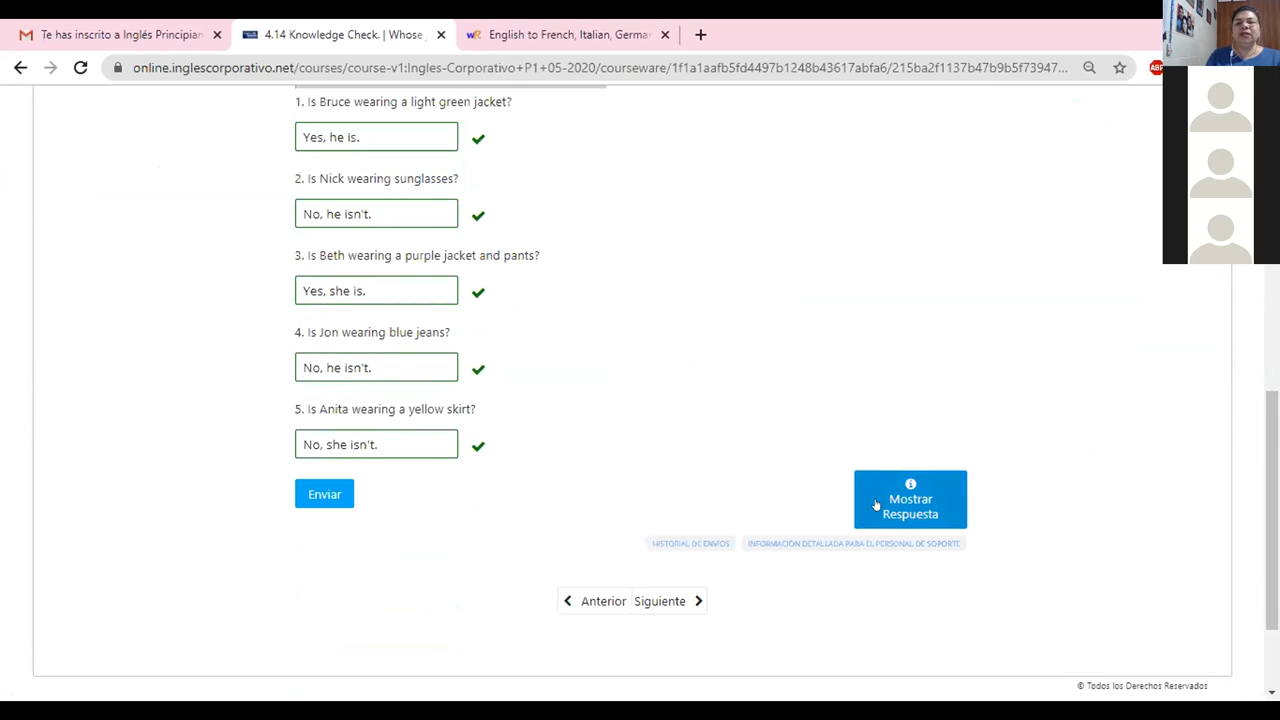 Te has inscrito a Inglés Principian
4.14 Knowledge Check. | Whose
English to French, Italian, German
online.inglescorporativo.net/courses/course-v1:Ingles-Corporativo+P1+05-2020/courseware/1f1a1aafb5fd4497b1248b43617abfa6/215ba2f1137b47b9b5f73947...
ABP
1. Is Bruce wearing a light green jacket?
Yes, he is.
2. Is Nick wearing sunglasses?
No, he isn't.
3. Is Beth wearing a purple jacket and pants?
Yes, she is.
4. Is Jon wearing blue jeans?
No, he isn't.
5. Is Anita wearing a yellow skirt?
No, she isn't.
Enviar
Mostrar
Respuesta
HISTORIAL DE ENVÍOS
INFORMACIÓN DETALLADA PARA EL PERSONAL DE SOPORTE
Anterior Siguiente
© Todos los Derechos Reservados